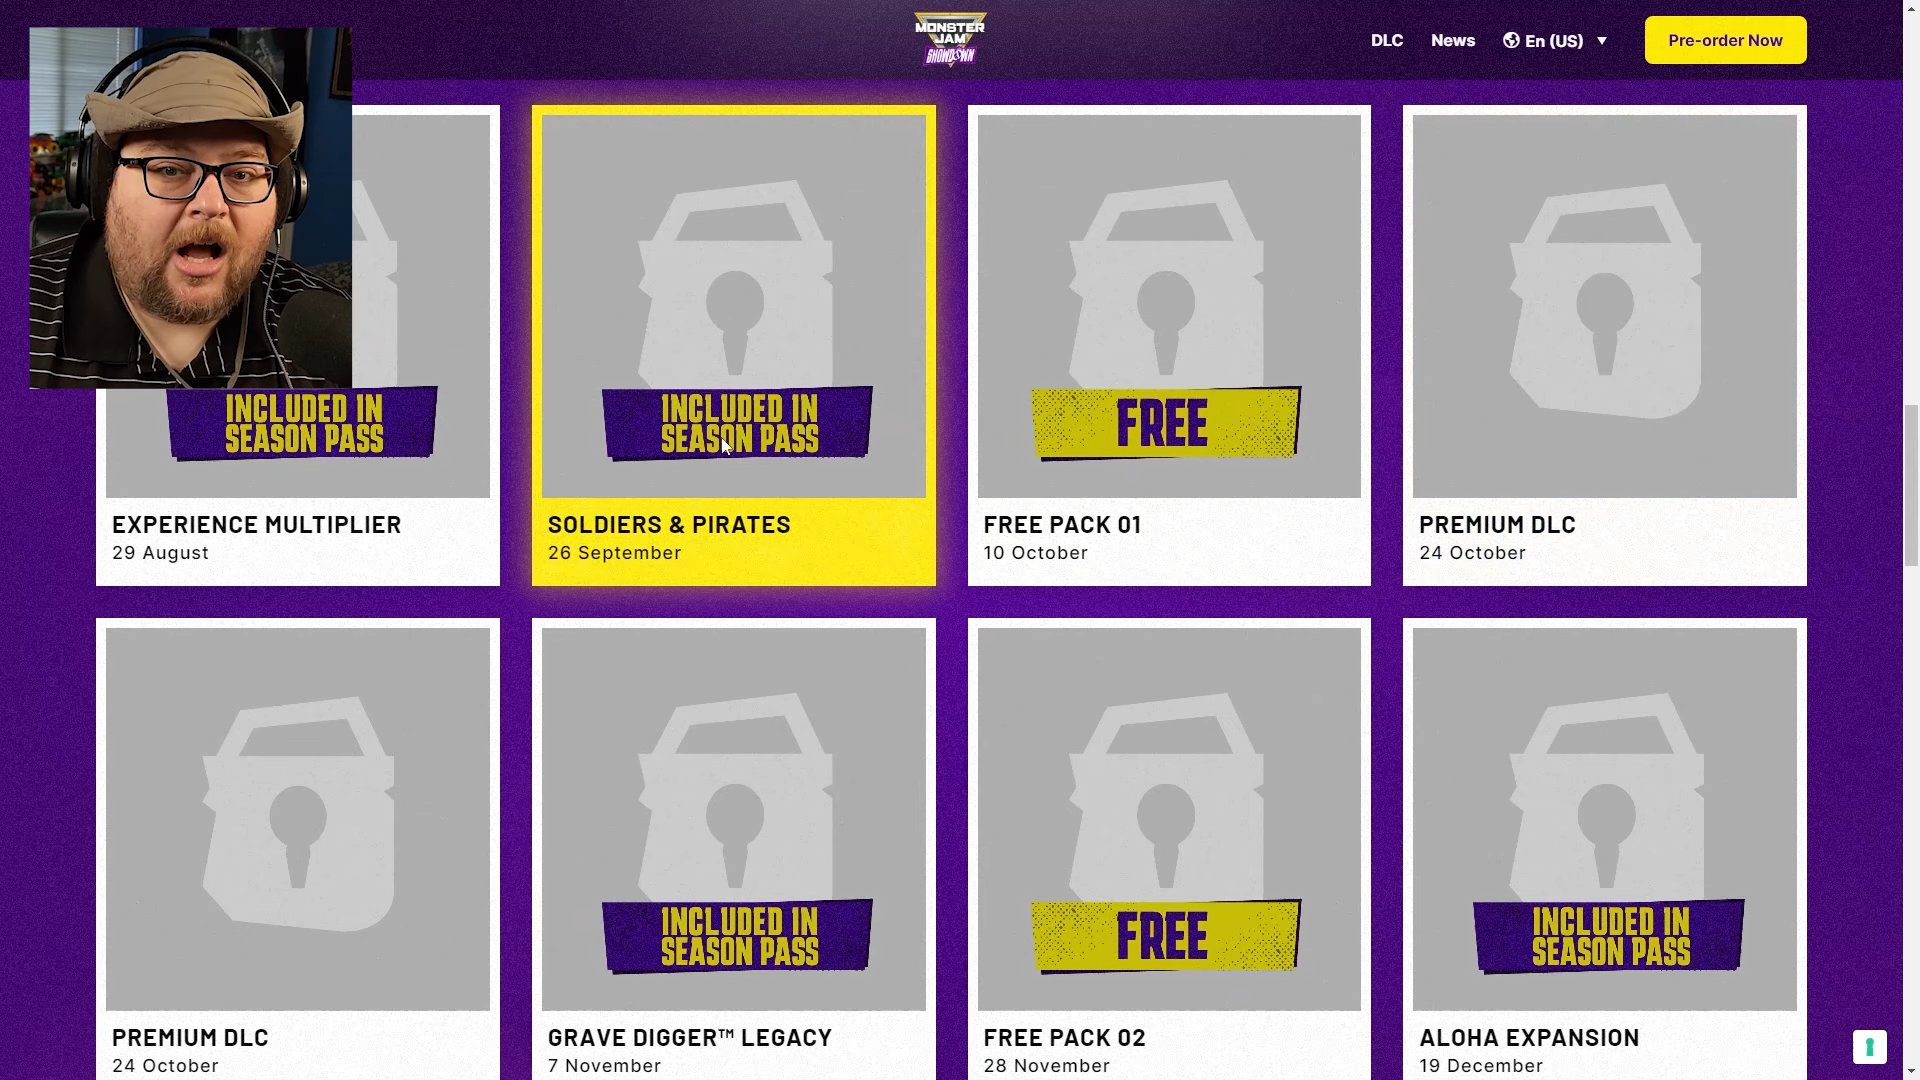 MONSTER
JAM
SHOWDOWN
DLC
News
En (US)
Pre-order Now
INCLUDED IN
SEASON PASS
EXPERIENCE MULTIPLIER
29 August
INCLUDED IN
SEASON PASS
SOLDIERS & PIRATES
26 September
FREE
FREE PACK 01
10 October
PREMIUM DLC
24 October
PREMIUM DLC
24 October
INCLUDED IN
SEASON PASS
GRAVE DIGGER™ LEGACY
7 November
FREE
FREE PACK 02
28 November
INCLUDED IN
SEASON PASS
ALOHA EXPANSION
19 December